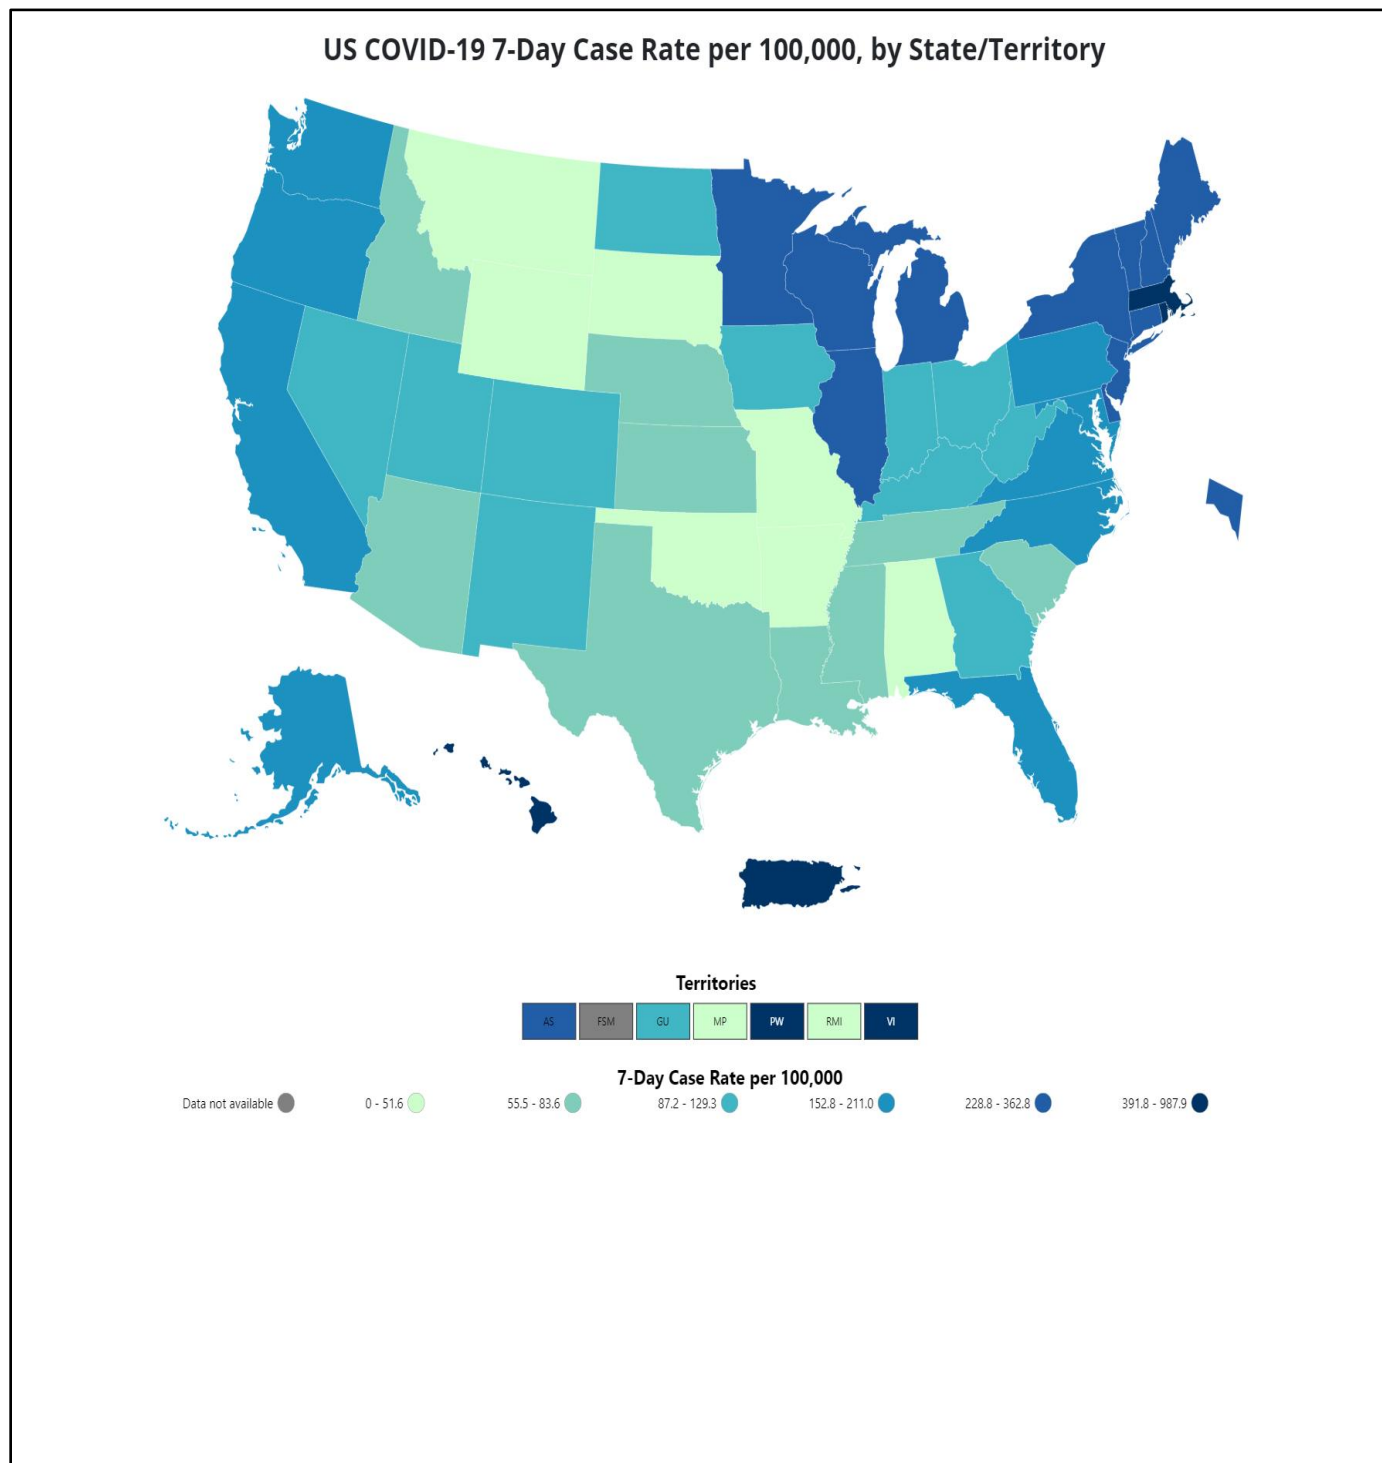 US COVID-19 7-Day Case Rate per 100,000, by State/Territory
Territories
AS FSM GU MP PW RMI VI
7-Day Case Rate per 100,000
Data not available 0 - 51.6 55.5 - 83.6 87.2 - 129.3 152.8 - 211.0 228.8 - 362.8 391.8 - 987.9